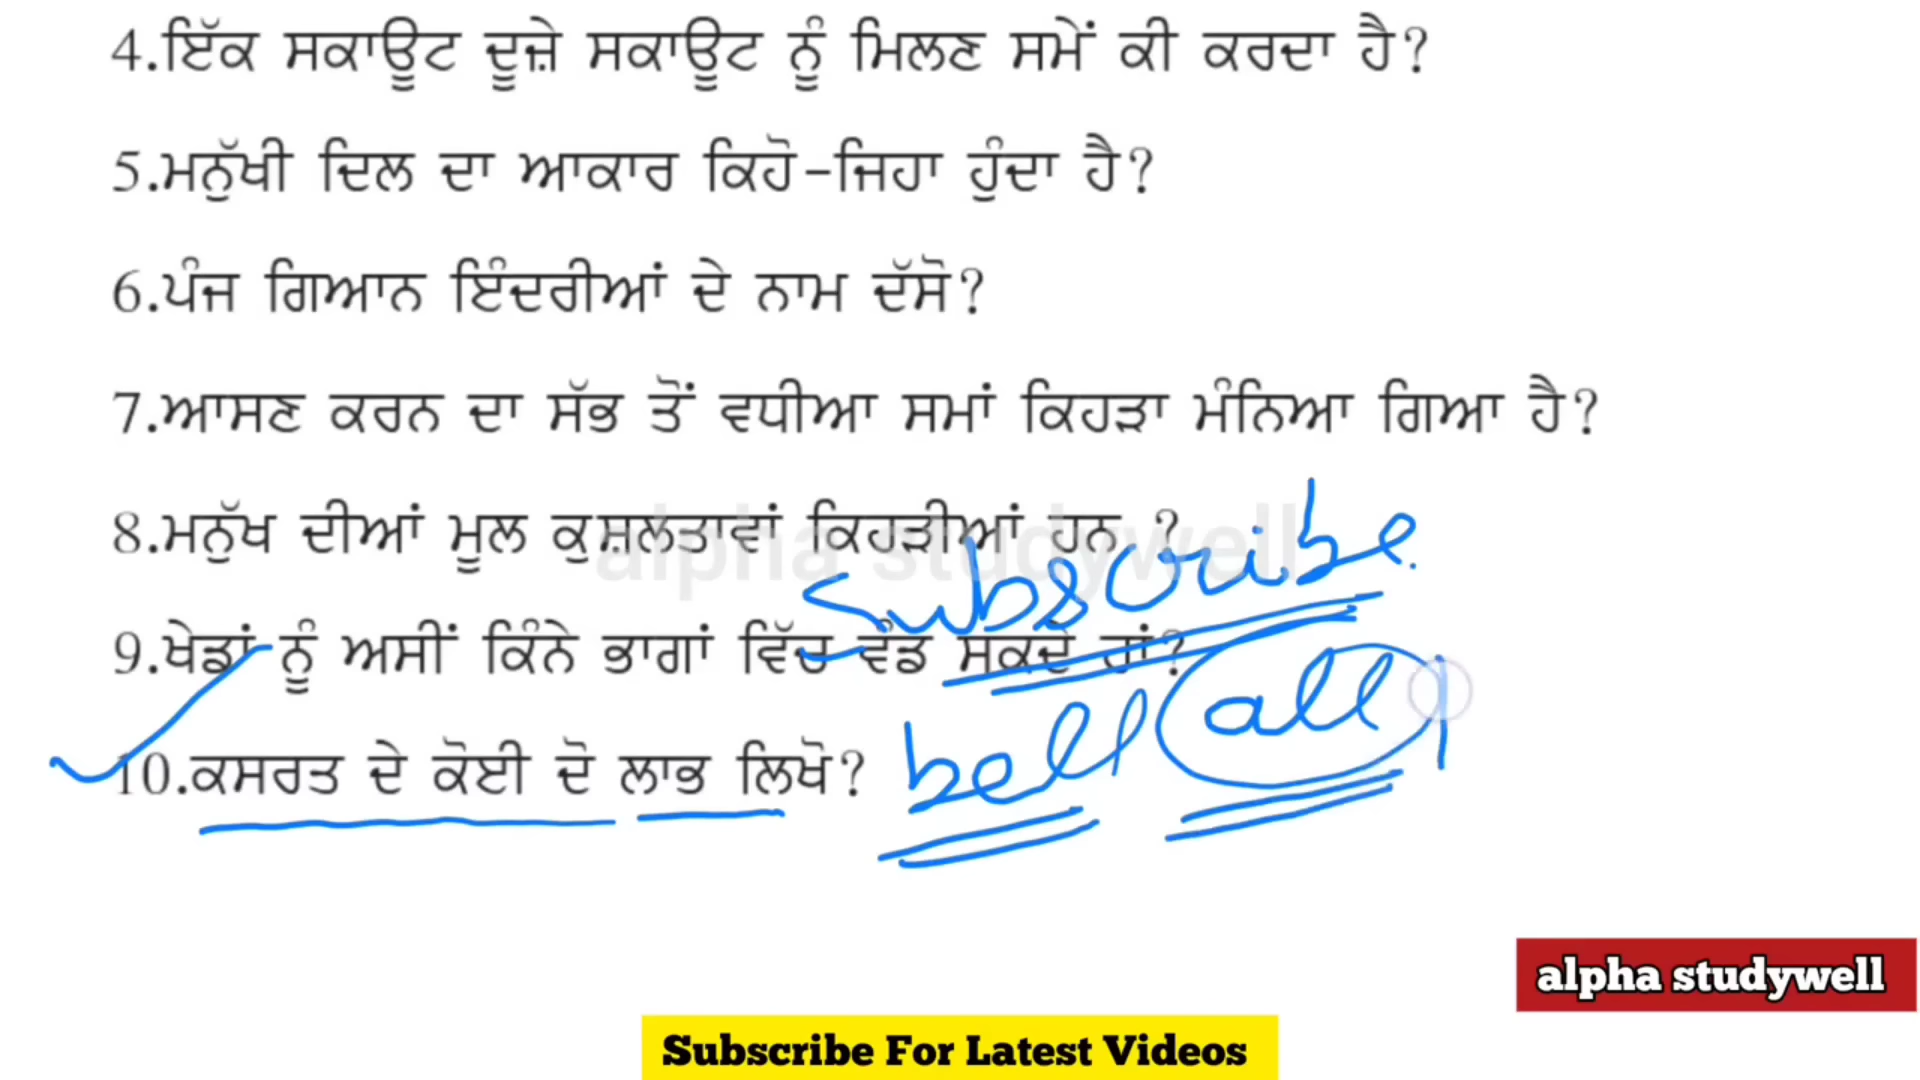 4.ਇੱਕ ਸਕਾਊਟ ਦੂਜ਼ੇ ਸਕਾਊਟ ਨੂੰ ਮਿਲਣ ਸਮੇਂ ਕੀ ਕਰਦਾ ਹੈ?
5.ਮਨੁੱਖੀ ਦਿਲ ਦਾ ਆਕਾਰ ਕਿਹੋ-ਜਿਹਾ ਹੁੰਦਾ ਹੈ?
6.ਪੰਜ ਗਿਆਨ ਇੰਦਰੀਆਂ ਦੇ ਨਾਮ ਦੱਸੋ?
7.ਆਸਣ ਕਰਨ ਦਾ ਸੱਭ ਤੋਂ ਵਧੀਆ ਸਮਾਂ ਕਿਹੜਾ ਮੰਨਿਆ ਗਿਆ ਹੈ?
8.ਮਨੁੱਖ ਦੀਆਂ ਮੂਲ ਕੁਸ਼ਲਤਾਵਾਂ ਕਿਹੜੀਆਂ ਹਨ ?
alpha studywell
subscribe
9.ਖੇਡਾਂ ਨੂੰ ਅਸੀਂ ਕਿੰਨੇ ਭਾਗਾਂ ਵਿੱਚ ਵੰਡ ਸਕਦੇ ਹਾਂ?
bell all
10.ਕਸਰਤ ਦੇ ਕੋਈ ਦੋ ਲਾਭ ਲਿਖੋ?
alpha studywell
Subscribe For Latest Videos